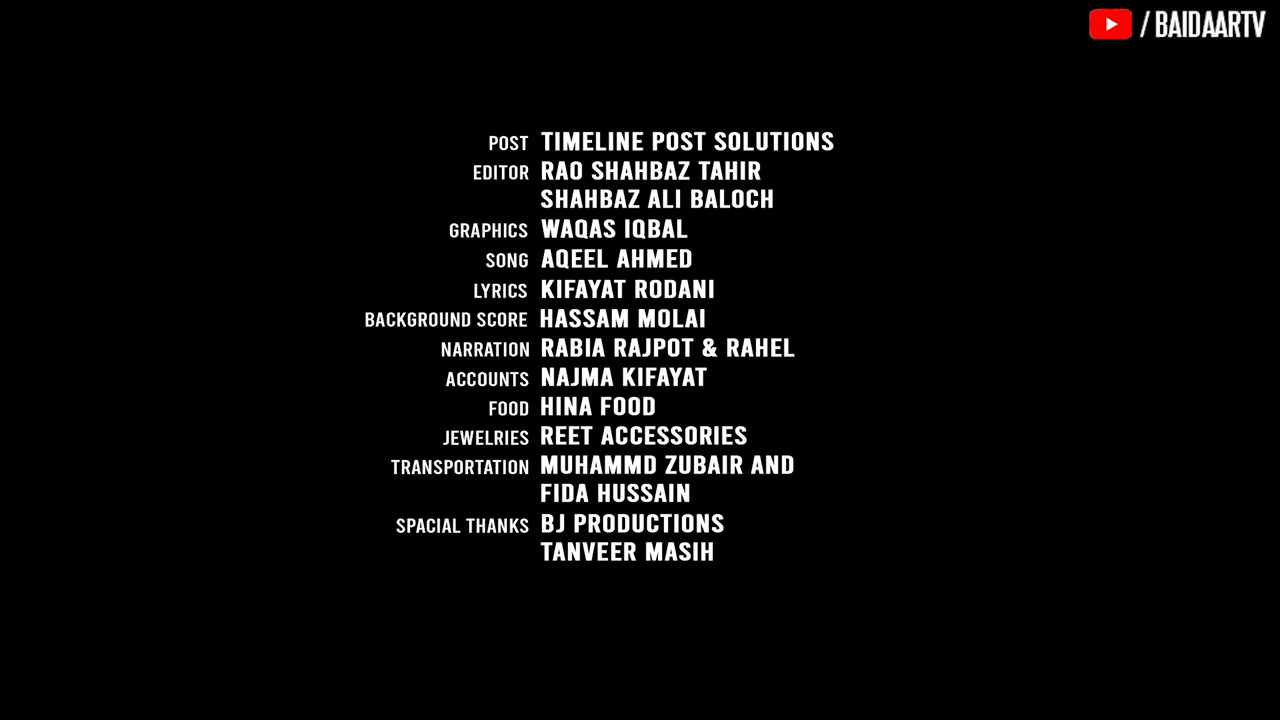 / BAIDAARTV
POST TIMELINE POST SOLUTIONS
EDITOR RAO SHAHBAZ TAHIR
SHAHBAZ ALI BALOCH
GRAPHICS WAQAS IQBAL
SONG AQEEL AHMED
LYRICS KIFAYAT RODANI
BACKGROUND SCORE HASSAM MOLAI
NARRATION RABIA RAJPOT & RAHEL
ACCOUNTS NAJMA KIFAYAT
FOOD HINA FOOD
JEWELRIES REET ACCESSORIES
TRANSPORTATION MUHAMMD ZUBAIR AND
FIDA HUSSAIN
SPACIAL THANKS BJ PRODUCTIONS
TANVEER MASIH